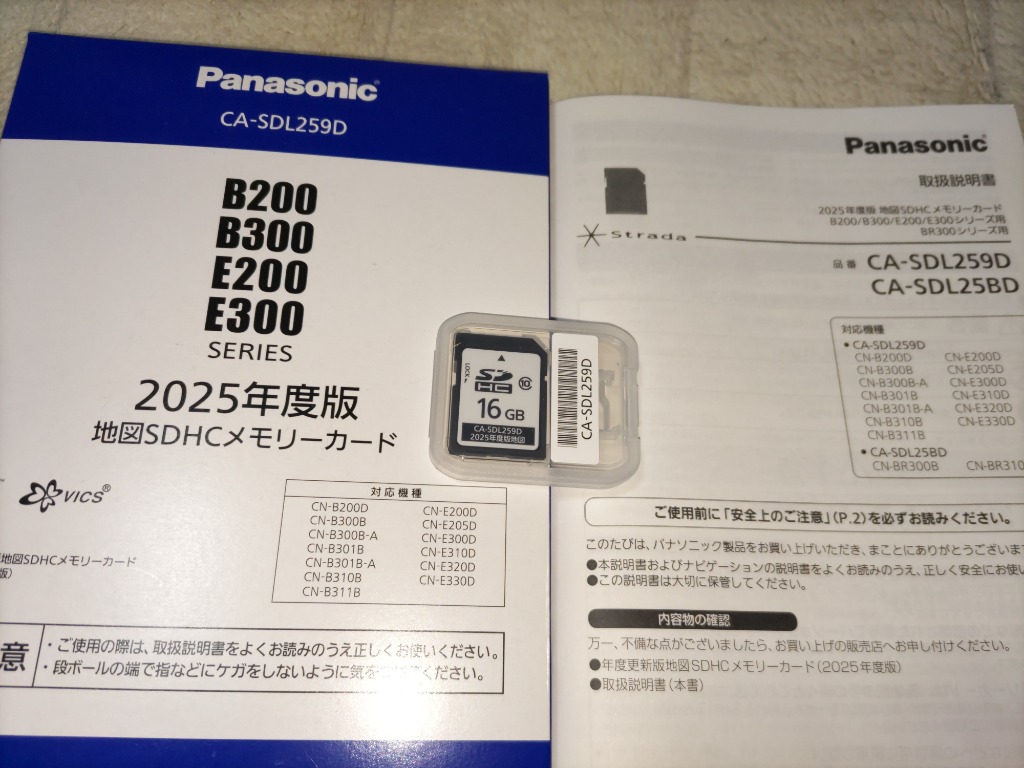 Panasonic
CA-SDL259D
B200
B300
E200
E300
SERIES
2025年度版
地図SDHCメモリーカード
VICS®
対応機種
CN-B200D CN-E200D
CN-B300B CN-E205D
CN-B300B-A CN-E300D
CN-B301B CN-E310D
CN-B301B-A CN-E320D
CN-B310B CN-E330D
CN-B311B
地図SDHCメモリーカード
版)
意
・ご使用の際は、取扱説明書をよくお読みのうえ正しくお使いください。
・段ボールの端で指などにケガをしないように気をつけてください。
LOCK
SD
HC
10
16 GB
CA-SDL259D
2025年度版地図
CA-SDL259D
Panasonic
取扱説明書
2025年度版 地図SDHCメモリーカード
B200/B300/E200/E300シリーズ用
BR300シリーズ用
Strada
品番 CA-SDL259D
CA-SDL25BD
対応機種
●CA-SDL259D
CN-B200D CN-E200D
CN-B300B CN-E205D
CN-B300B-A CN-E300D
CN-B301B CN-E310D
CN-B301B-A CN-E320D
CN-B310B CN-E330D
CN-B311B
●CA-SDL25BD
CN-BR300B CN-BR310
ご使用前に「安全上のご注意」(P.2)を必ずお読みください。
このたびは、パナソニック製品をお買い上げいただき、まことにありがとうございま
●本説明書およびナビゲーションの説明書をよくお読みのうえ、正しく安全にお使い
●この説明書は大切に保管してください。
内容物の確認
万一、不備な点がございましたら、お買い上げの販売店へお申し付けください。
●年度更新版地図SDHCメモリーカード(2025年度版)
●取扱説明書(本書)